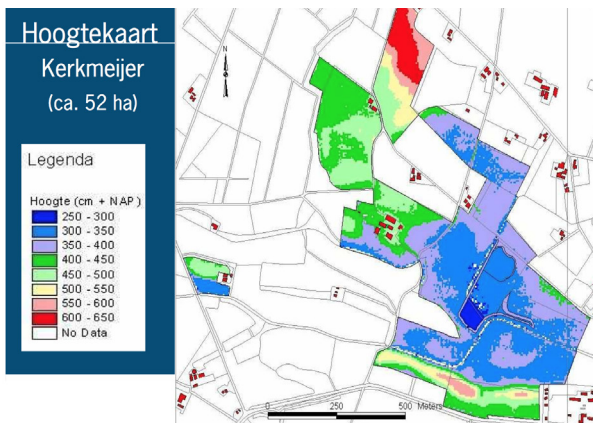 Hoogtekaart
Kerkmeijer
(ca. 52 ha)
N
Legenda
Hoogte (cm + NAP)
250 - 300
300 - 350
350 - 400
400 - 450
450 - 500
500 - 550
550 - 600
600 - 650
No Data
0 250 500 Meters